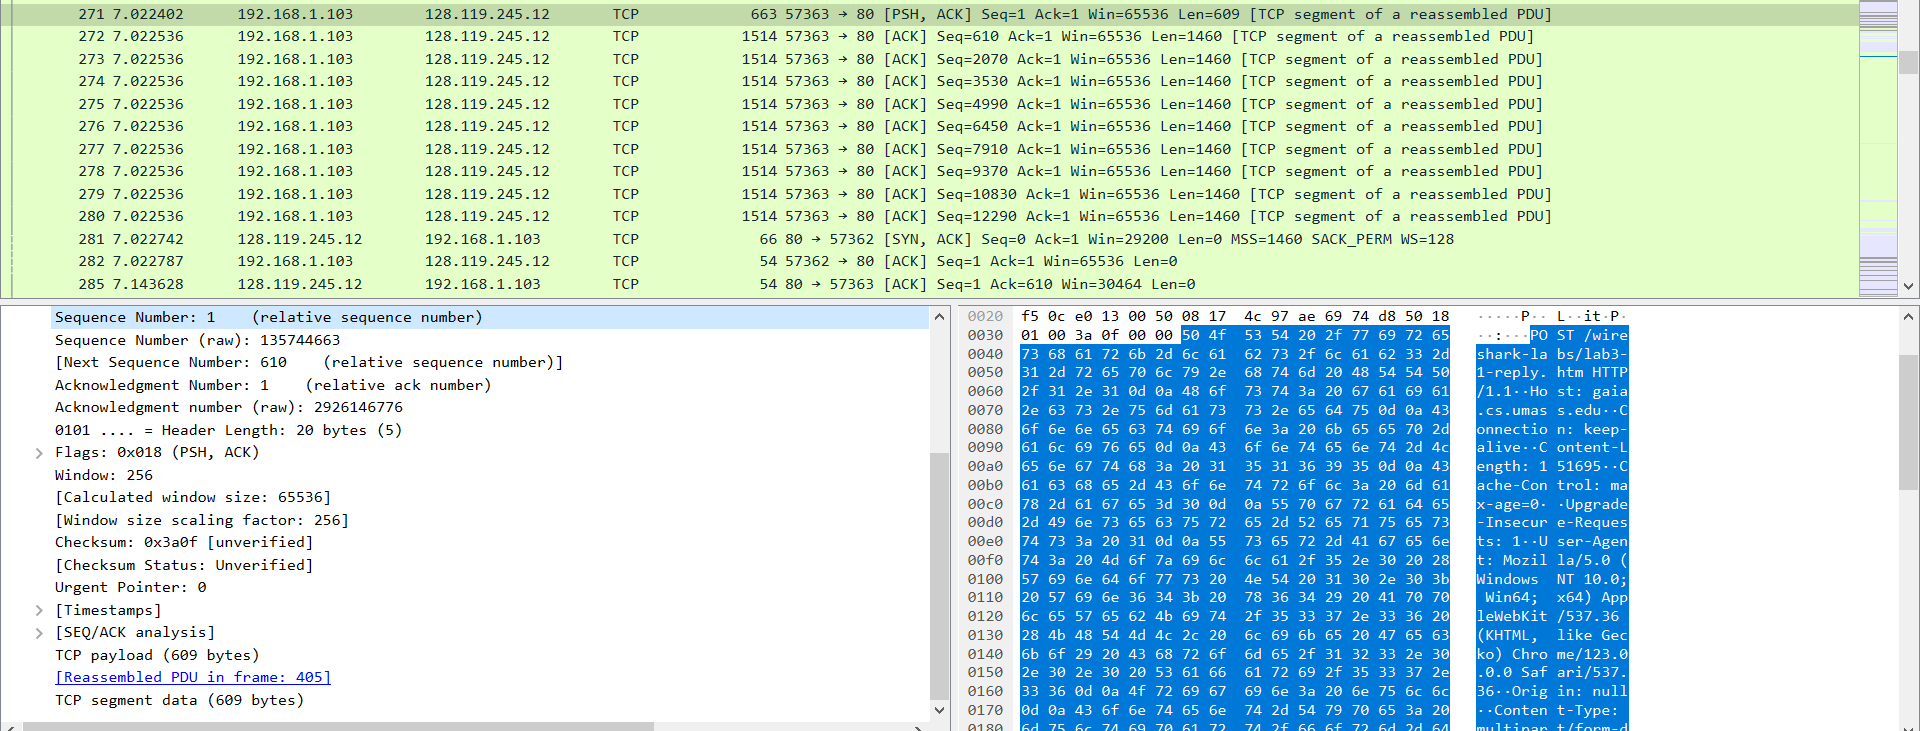 271 7.022402 192.168.1.103 128.119.245.12 TCP 663 57363 → 80 [PSH, ACK] Seq=1 Ack=1 Win=65536 Len=609 [TCP segment of a reassembled PDU]
272 7.022536 192.168.1.103 128.119.245.12 TCP 1514 57363 → 80 [ACK] Seq=610 Ack=1 Win=65536 Len=1460 [TCP segment of a reassembled PDU]
273 7.022536 192.168.1.103 128.119.245.12 TCP 1514 57363 → 80 [ACK] Seq=2070 Ack=1 Win=65536 Len=1460 [TCP segment of a reassembled PDU]
274 7.022536 192.168.1.103 128.119.245.12 TCP 1514 57363 → 80 [ACK] Seq=3530 Ack=1 Win=65536 Len=1460 [TCP segment of a reassembled PDU]
275 7.022536 192.168.1.103 128.119.245.12 TCP 1514 57363 → 80 [ACK] Seq=4990 Ack=1 Win=65536 Len=1460 [TCP segment of a reassembled PDU]
276 7.022536 192.168.1.103 128.119.245.12 TCP 1514 57363 → 80 [ACK] Seq=6450 Ack=1 Win=65536 Len=1460 [TCP segment of a reassembled PDU]
277 7.022536 192.168.1.103 128.119.245.12 TCP 1514 57363 → 80 [ACK] Seq=7910 Ack=1 Win=65536 Len=1460 [TCP segment of a reassembled PDU]
278 7.022536 192.168.1.103 128.119.245.12 TCP 1514 57363 → 80 [ACK] Seq=9370 Ack=1 Win=65536 Len=1460 [TCP segment of a reassembled PDU]
279 7.022536 192.168.1.103 128.119.245.12 TCP 1514 57363 → 80 [ACK] Seq=10830 Ack=1 Win=65536 Len=1460 [TCP segment of a reassembled PDU]
280 7.022536 192.168.1.103 128.119.245.12 TCP 1514 57363 → 80 [ACK] Seq=12290 Ack=1 Win=65536 Len=1460 [TCP segment of a reassembled PDU]
281 7.022742 128.119.245.12 192.168.1.103 TCP 66 80 → 57362 [SYN, ACK] Seq=0 Ack=1 Win=29200 Len=0 MSS=1460 SACK_PERM WS=128
282 7.022787 192.168.1.103 128.119.245.12 TCP 54 57362 → 80 [ACK] Seq=1 Ack=1 Win=65536 Len=0
285 7.143628 128.119.245.12 192.168.1.103 TCP 54 80 → 57363 [ACK] Seq=1 Ack=610 Win=30464 Len=0
Sequence Number: 1 (relative sequence number)
Sequence Number (raw): 135744663
[Next Sequence Number: 610 (relative sequence number)]
Acknowledgment Number: 1 (relative ack number)
Acknowledgment number (raw): 2926146776
0101 .... = Header Length: 20 bytes (5)
Flags: 0x018 (PSH, ACK)
Window: 256
[Calculated window size: 65536]
[Window size scaling factor: 256]
Checksum: 0x3a0f [unverified]
[Checksum Status: Unverified]
Urgent Pointer: 0
[Timestamps]
[SEQ/ACK analysis]
TCP payload (609 bytes)
[Reassembled PDU in frame: 405]
TCP segment data (609 bytes)
0020 f5 0c e0 13 00 50 08 17 4c 97 ae 69 74 d8 50 18 ·····P·· L··it·P·
0030 01 00 3a 0f 00 00 50 4f 53 54 20 2f 77 69 72 65 ··:···PO ST /wire
0040 73 68 61 72 6b 2d 6c 61 62 73 2f 6c 61 62 33 2d shark-la bs/lab3-
0050 31 2d 72 65 70 6c 79 2e 68 74 6d 20 48 54 54 50 1-reply. htm HTTP
0060 2f 31 2e 31 0d 0a 48 6f 73 74 3a 20 67 61 69 61 /1.1··Ho st: gaia
0070 2e 63 73 2e 75 6d 61 73 73 2e 65 64 75 0d 0a 43 .cs.umas s.edu··C
0080 6f 6e 6e 65 63 74 69 6f 6e 3a 20 6b 65 65 70 2d onnectio n: keep-
0090 61 6c 69 76 65 0d 0a 43 6f 6e 74 65 6e 74 2d 4c alive··C ontent-L
00a0 65 6e 67 74 68 3a 20 31 35 31 36 39 35 0d 0a 43 ength: 1 51695··C
00b0 61 63 68 65 2d 43 6f 6e 74 72 6f 6c 3a 20 6d 61 ache-Con trol: ma
00c0 78 2d 61 67 65 3d 30 0d 0a 55 70 67 72 61 64 65 x-age=0· ·Upgrade
00d0 2d 49 6e 73 65 63 75 72 65 2d 52 65 71 75 65 73 -Insecur e-Reques
00e0 74 73 3a 20 31 0d 0a 55 73 65 72 2d 41 67 65 6e ts: 1··U ser-Agen
00f0 74 3a 20 4d 6f 7a 69 6c 6c 61 2f 35 2e 30 20 28 t: Mozil la/5.0 (
0100 57 69 6e 64 6f 77 73 20 4e 54 20 31 30 2e 30 3b Windows NT 10.0;
0110 20 57 69 6e 36 34 3b 20 78 36 34 29 20 41 70 70 Win64; x64) App
0120 6c 65 57 65 62 4b 69 74 2f 35 33 37 2e 33 36 20 leWebKit /537.36
0130 28 4b 48 54 4d 4c 2c 20 6c 69 6b 65 20 47 65 63 (KHTML, like Gec
0140 6b 6f 29 20 43 68 72 6f 6d 65 2f 31 32 33 2e 30 ko) Chro me/123.0
0150 2e 30 2e 30 20 53 61 66 61 72 69 2f 35 33 37 2e .0.0 Saf ari/537.
0160 33 36 0d 0a 4f 72 69 67 69 6e 3a 20 6e 75 6c 6c 36··Orig in: null
0170 0d 0a 43 6f 6e 74 65 6e 74 2d 54 79 70 65 3a 20 ··Conten t-Type:
0180 6d 75 6c 74 69 70 61 72 74 2f 66 6f 72 6d 2d 64 multipar t/form-d